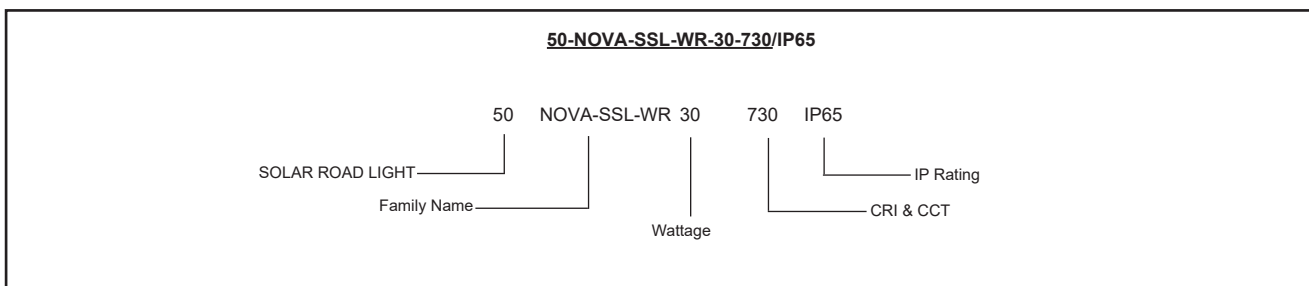 50-NOVA-SSL-WR-30-730/IP65
50 NOVA-SSL-WR 30 730 IP65
SOLAR ROAD LIGHT
IP Rating
Family Name
CRI & CCT
Wattage